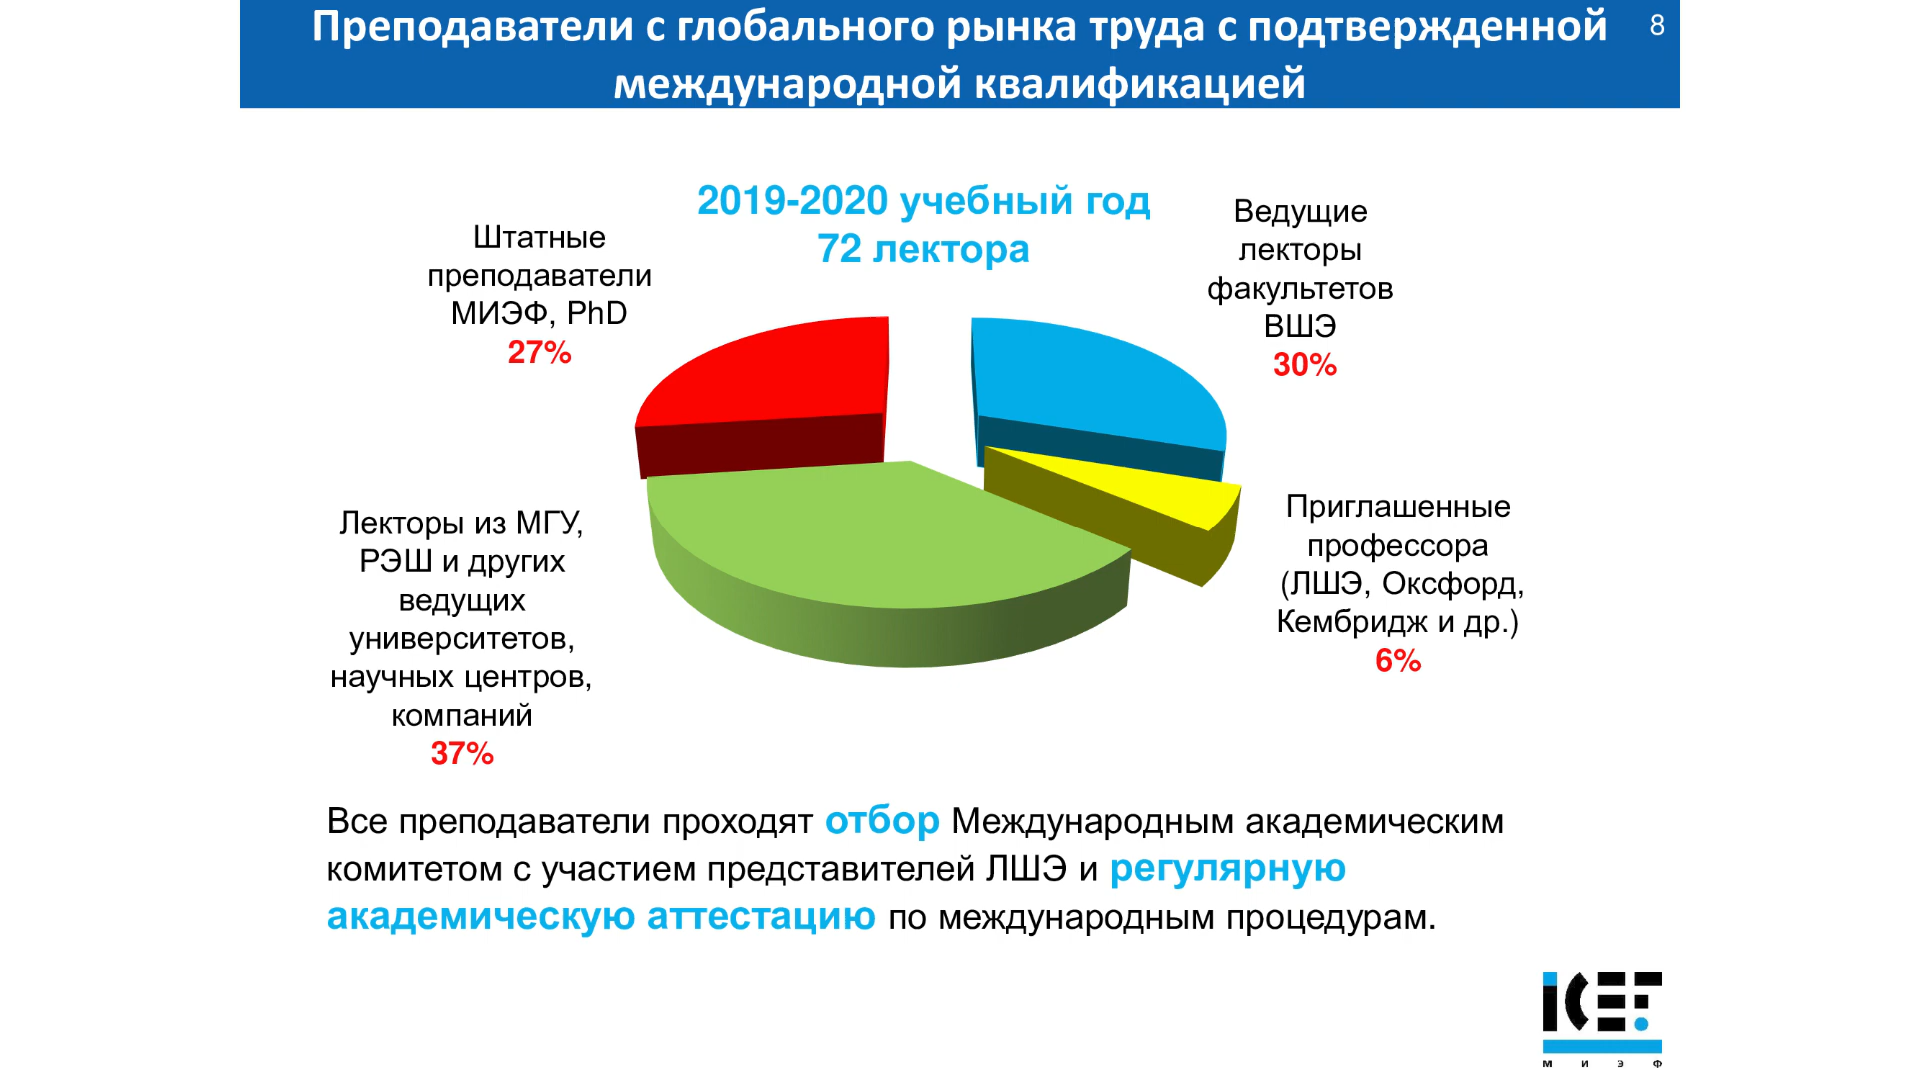 Преподаватели с глобального рынка труда с подтвержденной
международной квалификацией
8
2019-2020 учебный год
72 лектора
Штатные
преподаватели
МИЭФ, PhD
27%
Ведущие
лекторы
факультетов
ВШЭ
30%
Лекторы из МГУ,
РЭШ и других
ведущих
университетов,
научных центров,
компаний
37%
Приглашенные
профессора
(ЛШЭ, Оксфорд,
Кембридж и др.)
6%
Все преподаватели проходят отбор Международным академическим
комитетом с участием представителей ЛШЭ и регулярную
академическую аттестацию по международным процедурам.
iCEF
М И Э Ф